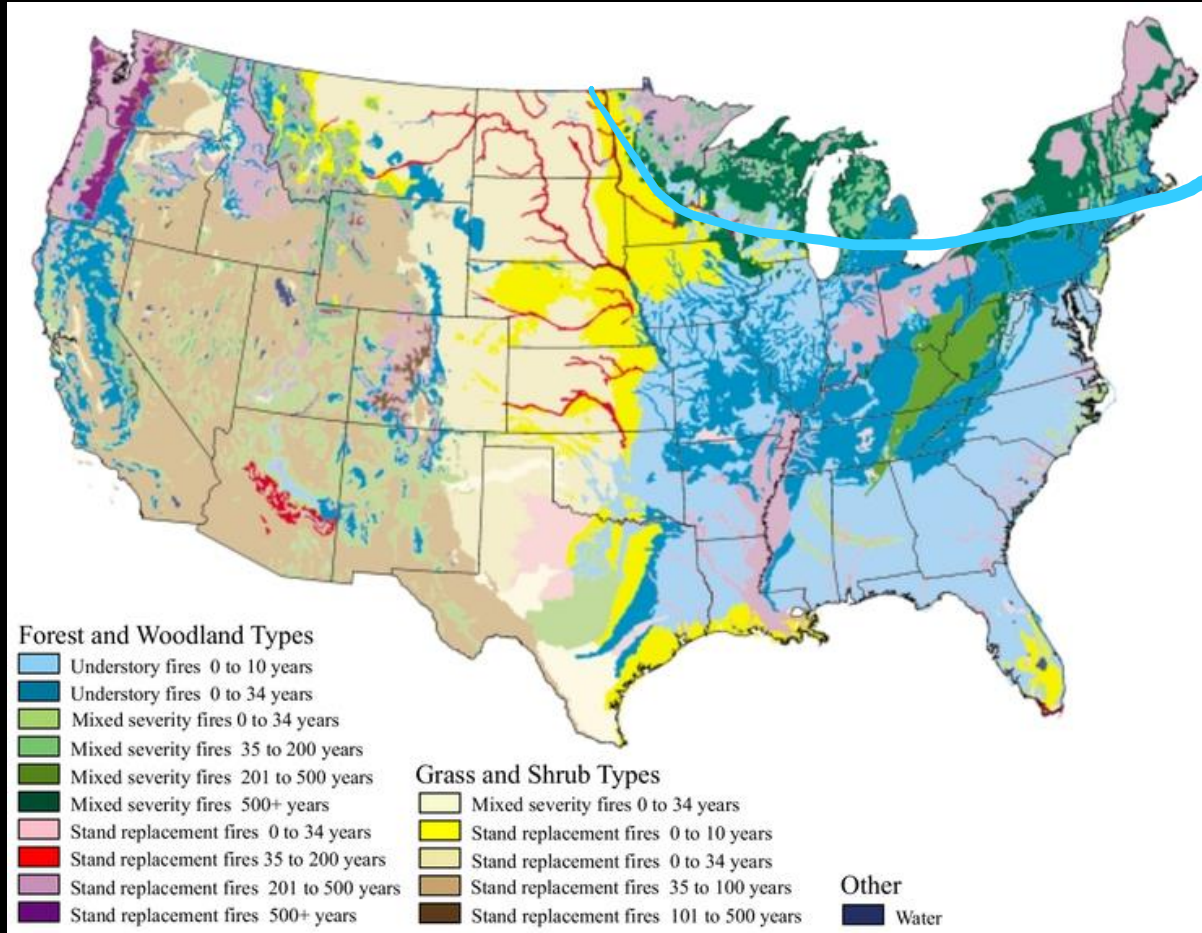 Forest and Woodland Types
Understory fires 0 to 10 years
Understory fires 0 to 34 years
Mixed severity fires 0 to 34 years
Mixed severity fires 35 to 200 years
Mixed severity fires 201 to 500 years
Mixed severity fires 500+ years
Stand replacement fires 0 to 34 years
Stand replacement fires 35 to 200 years
Stand replacement fires 201 to 500 years
Stand replacement fires 500+ years
Grass and Shrub Types
Mixed severity fires 0 to 34 years
Stand replacement fires 0 to 10 years
Stand replacement fires 0 to 34 years
Stand replacement fires 35 to 100 years
Stand replacement fires 101 to 500 years
Other
Water